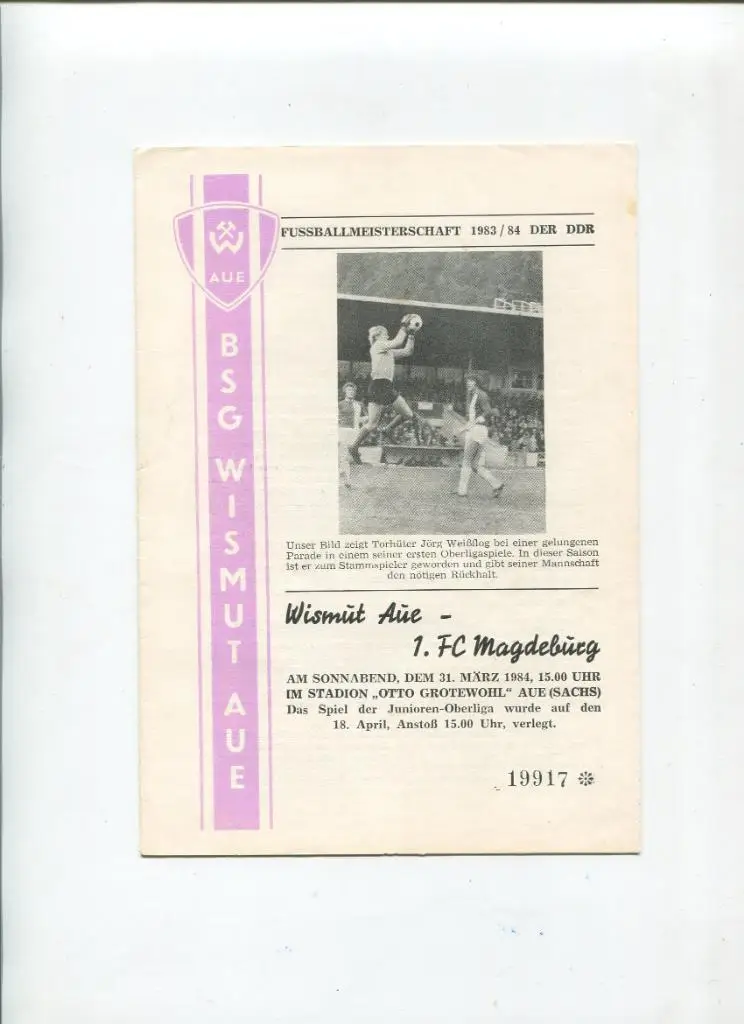 W
AUE
BSG WISMUT AUE
FUSSBALLMEISTERSCHAFT 1983/84 DER DDR
Unser Bild zeigt Torhüter Jörg Weißflog bei einer gelungenen
Parade in einem seiner ersten Oberligaspiele. In dieser Saison
ist er zum Stammspieler geworden und gibt seiner Mannschaft
den nötigen Rückhalt.
Wismut Aue –
1. FC Magdeburg
AM SONNABEND, DEM 31. MÄRZ 1984, 15.00 UHR
IM STADION „OTTO GROTEWOHL" AUE (SACHS)
Das Spiel der Junioren-Oberliga wurde auf den
18. April, Anstoß 15.00 Uhr, verlegt.
19917 ❊